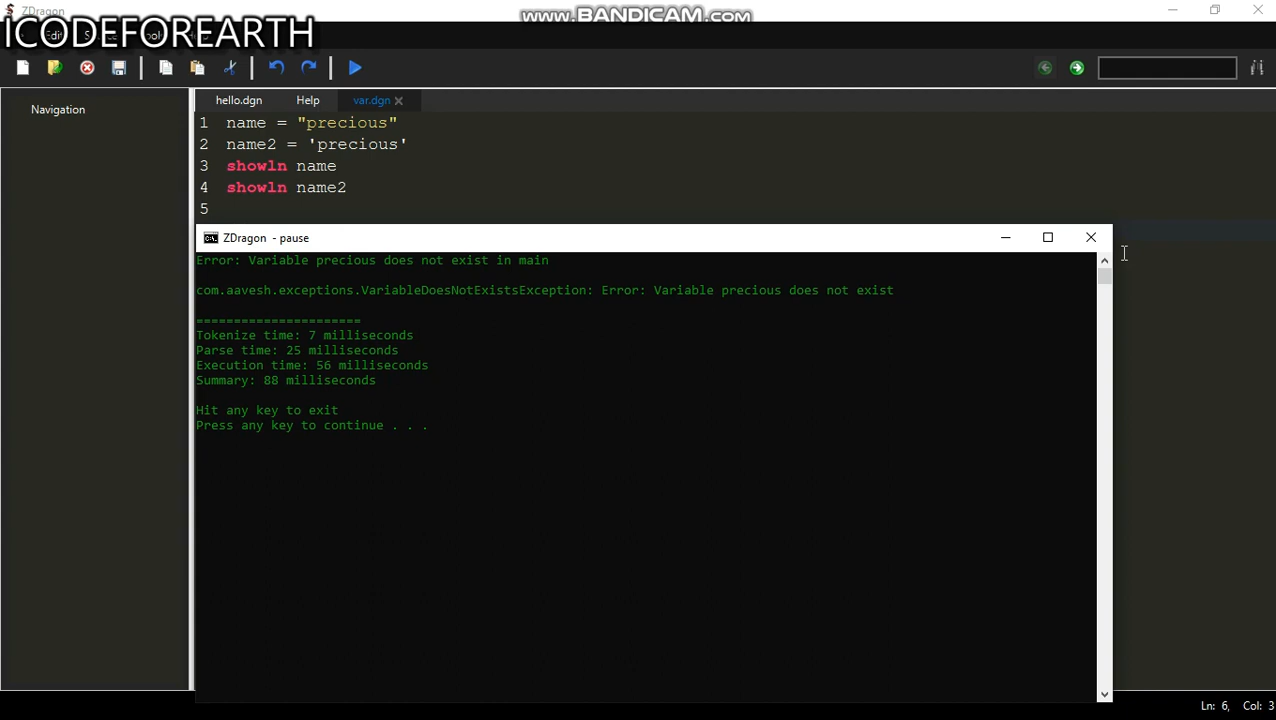 ZDragon
www.BANDICAM.com
ICODEFOREARTH
Navigation
hello.dgn Help var.dgn
1 name = "precious"
2 name2 = 'precious'
3 showln name
4 showln name2
5
ZDragon - pause
Error: Variable precious does not exist in main
com.aavesh.exceptions.VariableDoesNotExistsException: Error: Variable precious does not exist
======================
Tokenize time: 7 milliseconds
Parse time: 25 milliseconds
Execution time: 56 milliseconds
Summary: 88 milliseconds
Hit any key to exit
Press any key to continue . . .
Ln: 6, Col: 3